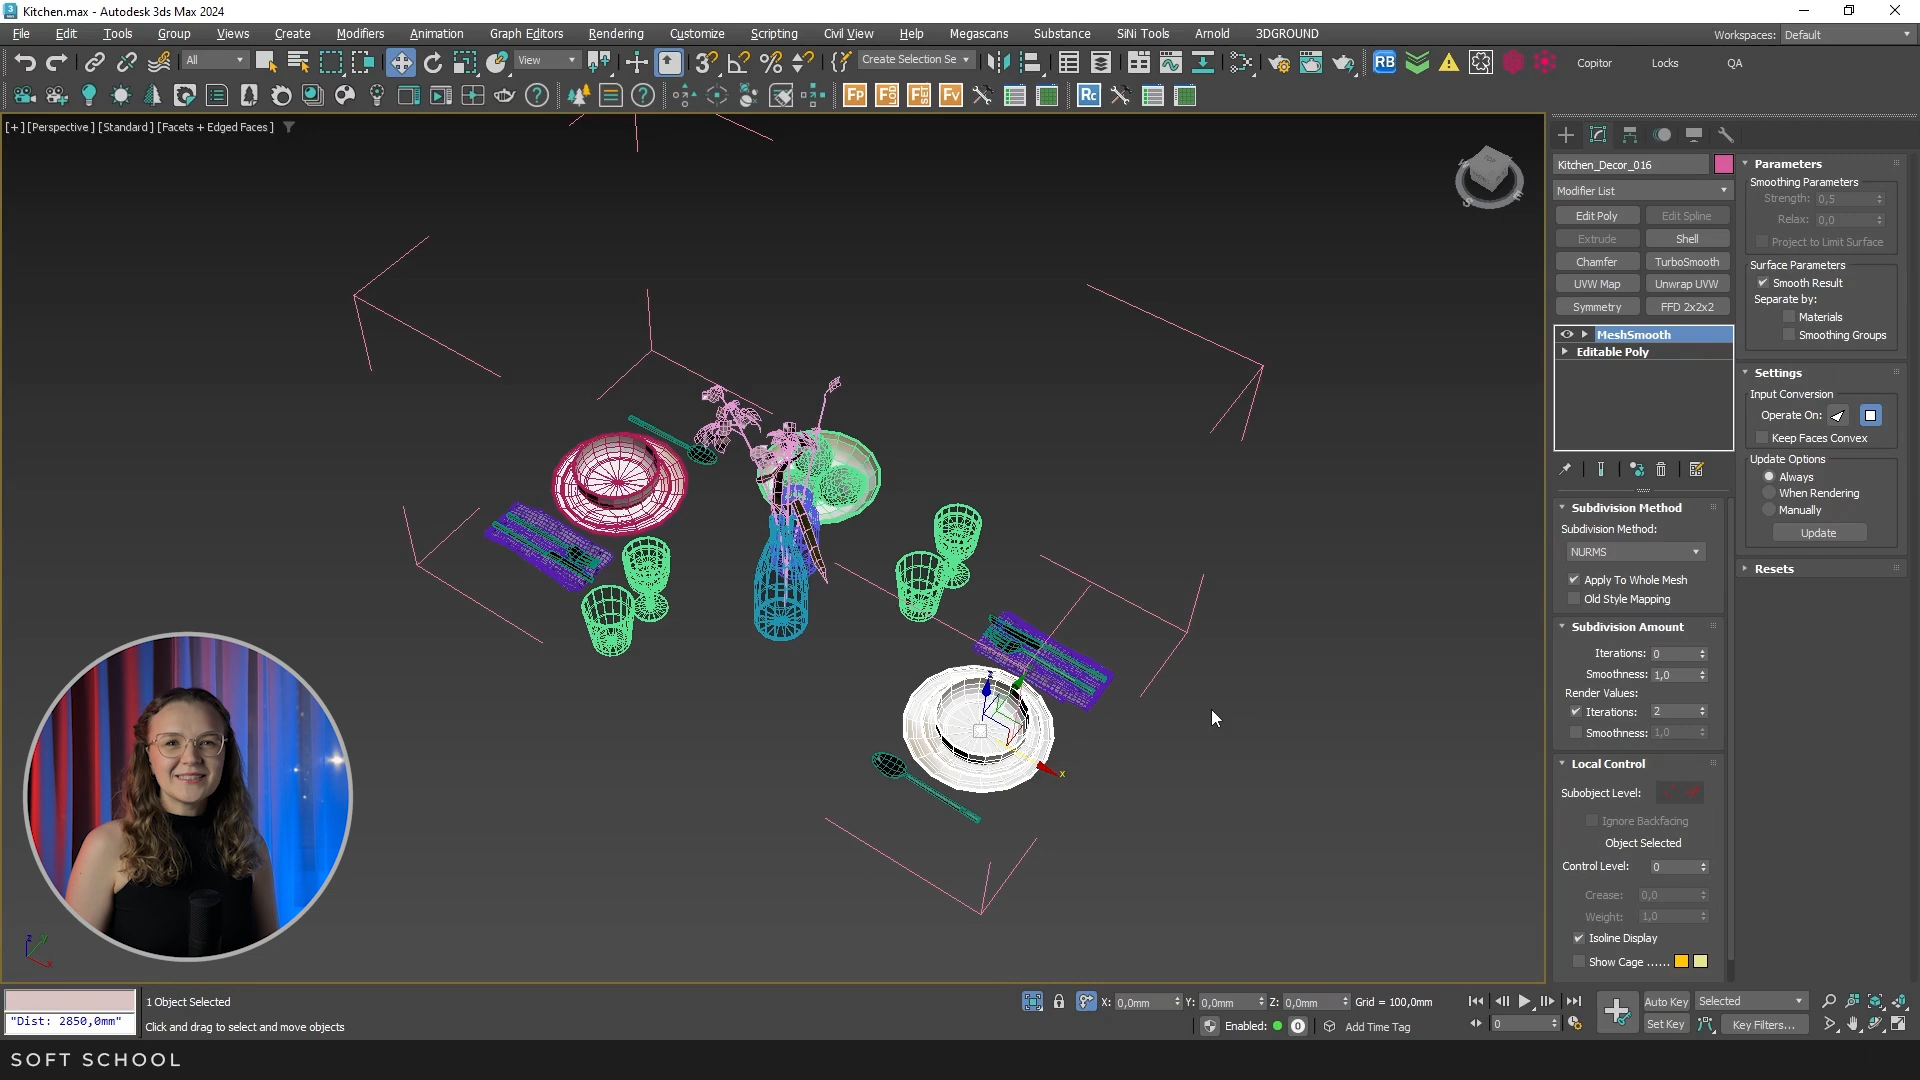 Kitchen.max - Autodesk 3ds Max 2024
File Edit Tools Group Views Create Modifiers Animation Graph Editors Rendering Customize Scripting Civil View Help Megascans Substance SiNi Tools Arnold 3DGROUND
Workspaces: Default
All
View
Create Selection Se
RB
Copitor
Locks
QA
Rc
[+] [Perspective] [Standard] [Facets + Edged Faces]
Kitchen_Decor_016
Modifier List
Edit Poly
Edit Spline
Extrude
Shell
Chamfer
TurboSmooth
UVW Map
Unwrap UVW
Symmetry
FFD 2x2x2
MeshSmooth
Editable Poly
Subdivision Method
Subdivision Method:
NURMS
Apply To Whole Mesh
Old Style Mapping
Subdivision Amount
Iterations: 0
Smoothness: 1,0
Render Values:
Iterations: 2
Smoothness: 1,0
Local Control
Subobject Level:
Ignore Backfacing
Object Selected
Control Level: 0
Crease: 0,0
Weight: 1,0
Isoline Display
Show Cage ......
Parameters
Smoothing Parameters
Strength: 0,5
Relax: 0,0
Project to Limit Surface
Surface Parameters
Smooth Result
Separate by:
Materials
Smoothing Groups
Settings
Input Conversion
Operate On:
Keep Faces Convex
Update Options
Always
When Rendering
Manually
Update
Resets
z
x
"Dist: 2850,0mm"
1 Object Selected
Click and drag to select and move objects
X: 0,0mm Y: 0,0mm Z: 0,0mm Grid = 100,0mm
Enabled: 0
Add Time Tag
0
Auto Key
Selected
Set Key
Key Filters...
SOFT SCHOOL